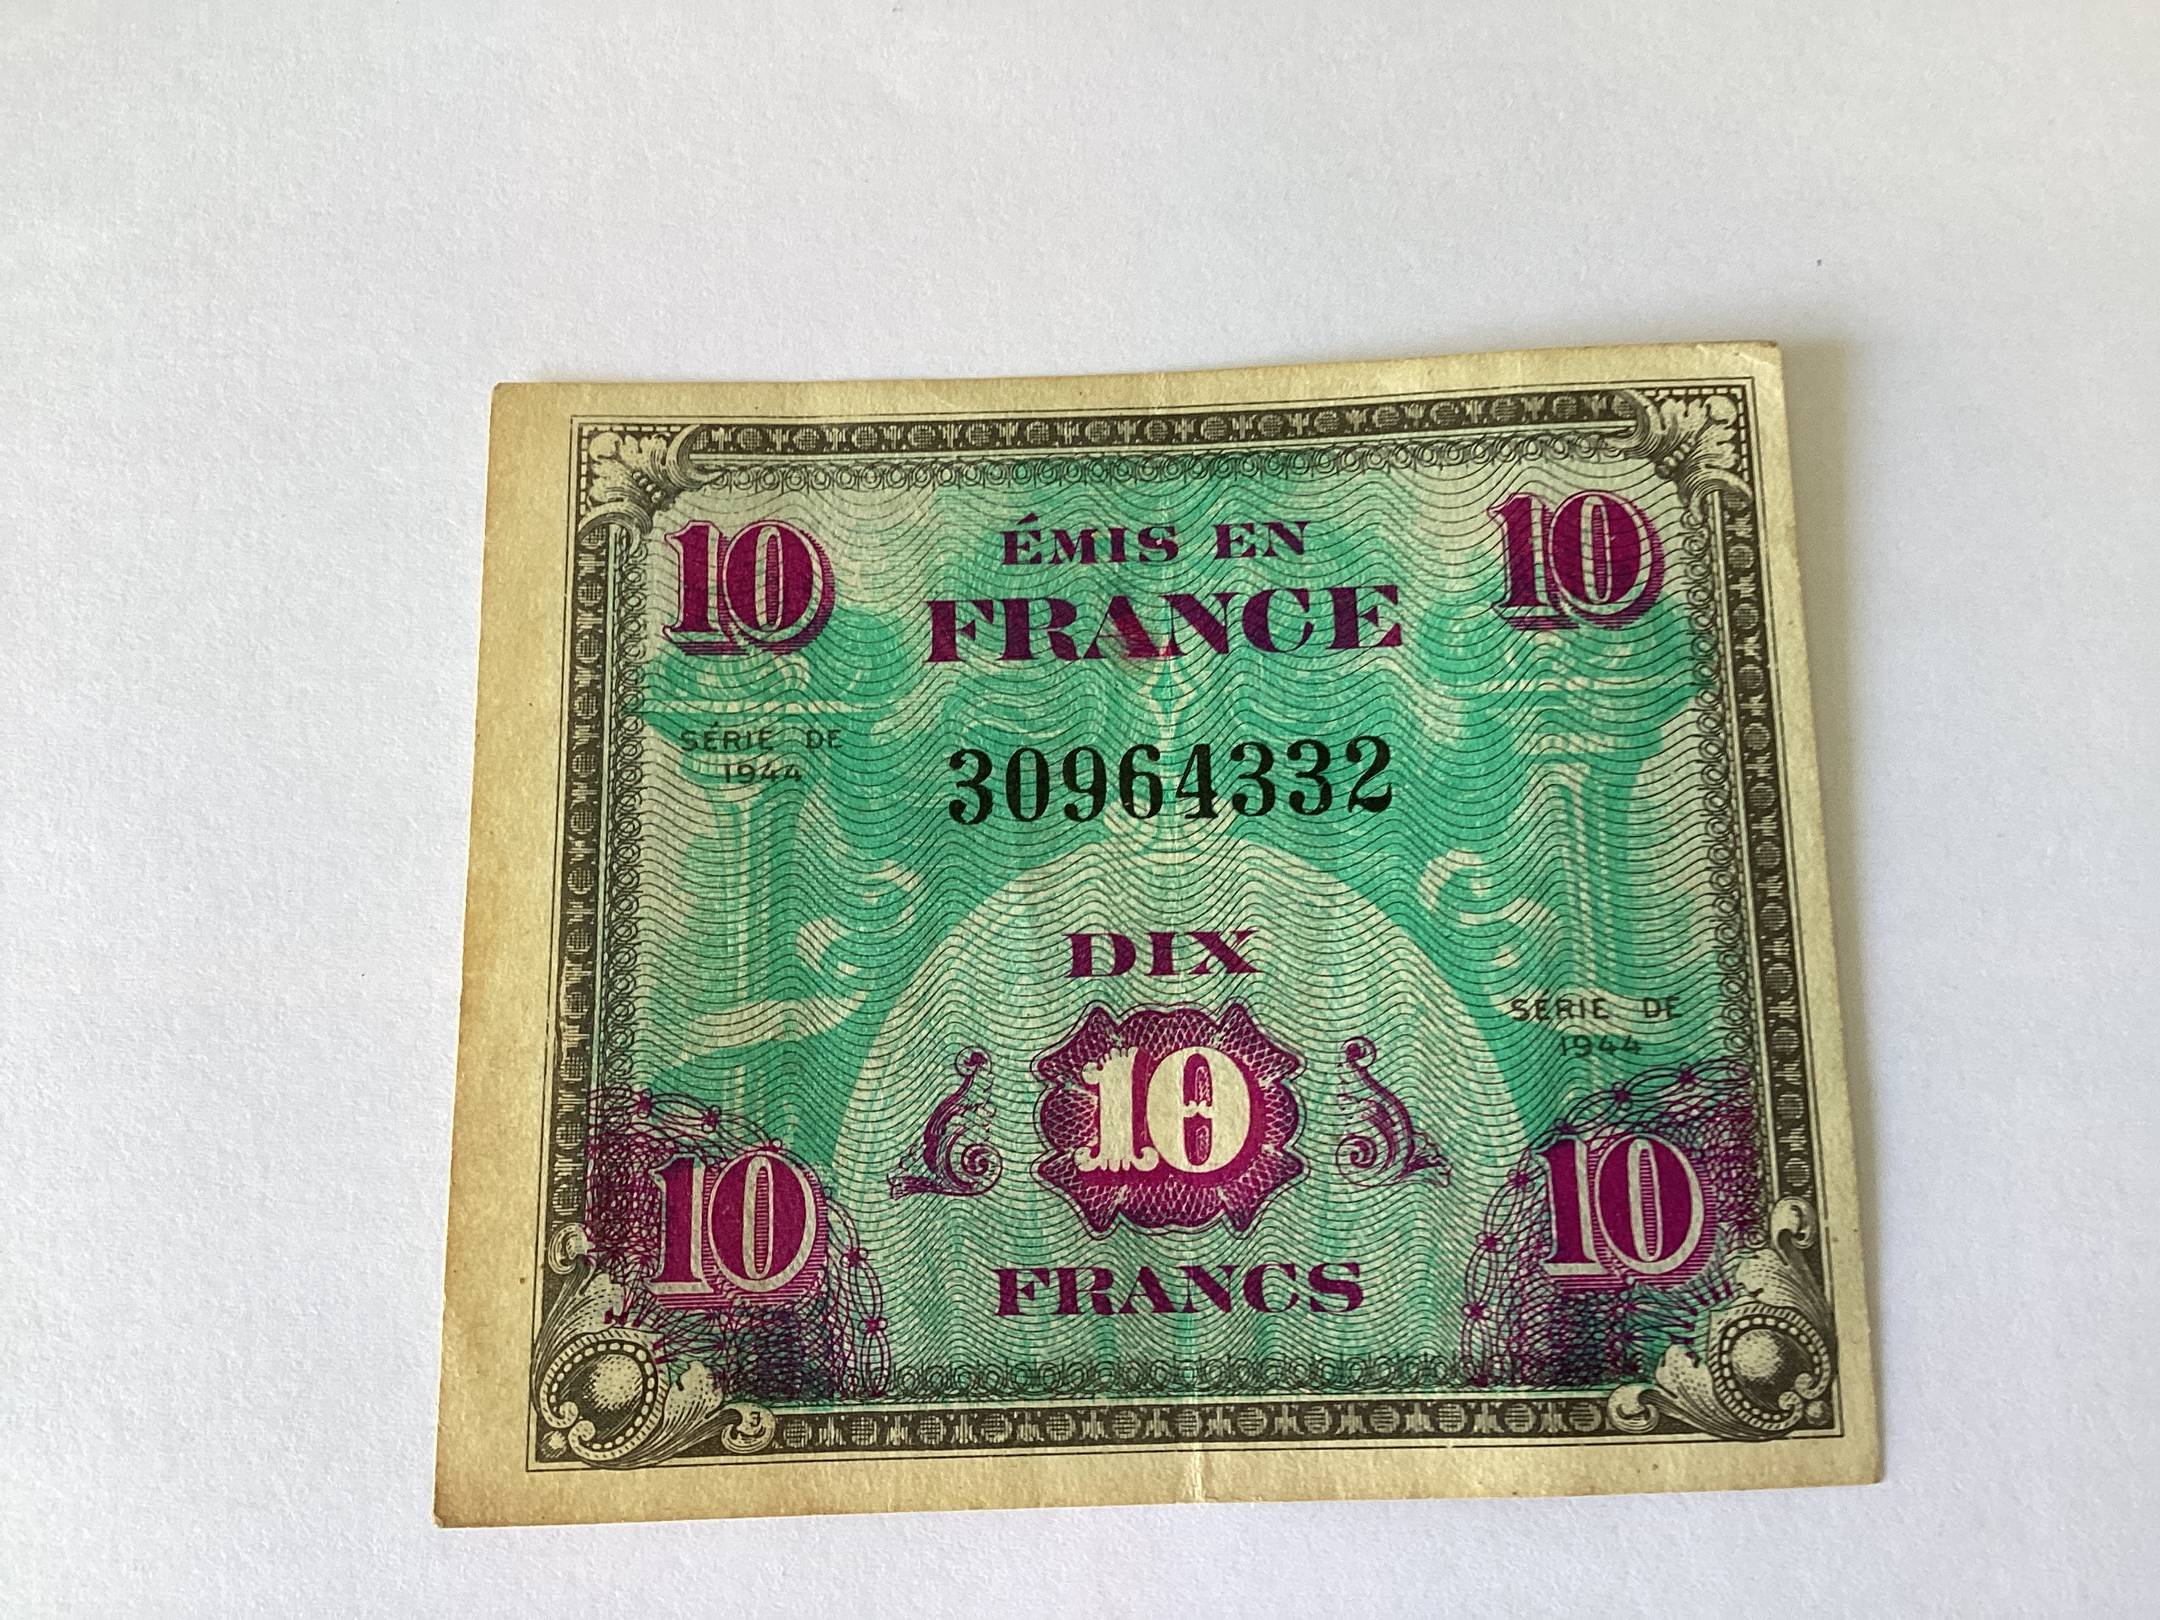 10 ÉMIS EN 10
FRANCE
SÉRIE DE
1944
30964332
DIX
SÉRIE DE
1944
10
10 10
FRANCS